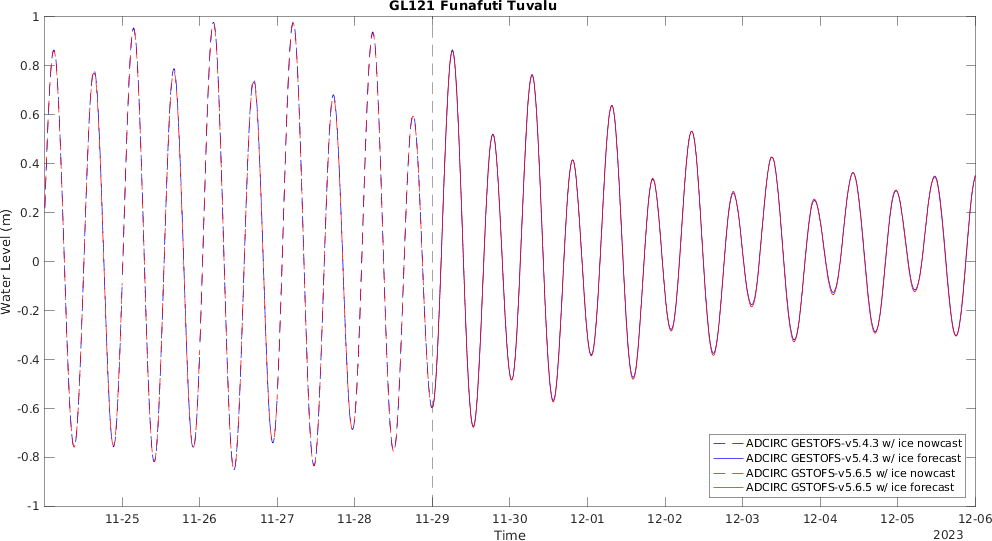 GL121 Funafuti Tuvalu
1
0.8
0.6
0.4
0.2
0
-0.2
-0.4
-0.6
-0.8
-1
Water Level (m)
ADCIRC GESTOFS-v5.4.3 w/ ice nowcast
ADCIRC GESTOFS-v5.4.3 w/ ice forecast
ADCIRC GSTOFS-v5.6.5 w/ ice nowcast
ADCIRC GSTOFS-v5.6.5 w/ ice forecast
11-25 11-26 11-27 11-28 11-29 11-30 12-01 12-02 12-03 12-04 12-05 12-06
Time
2023